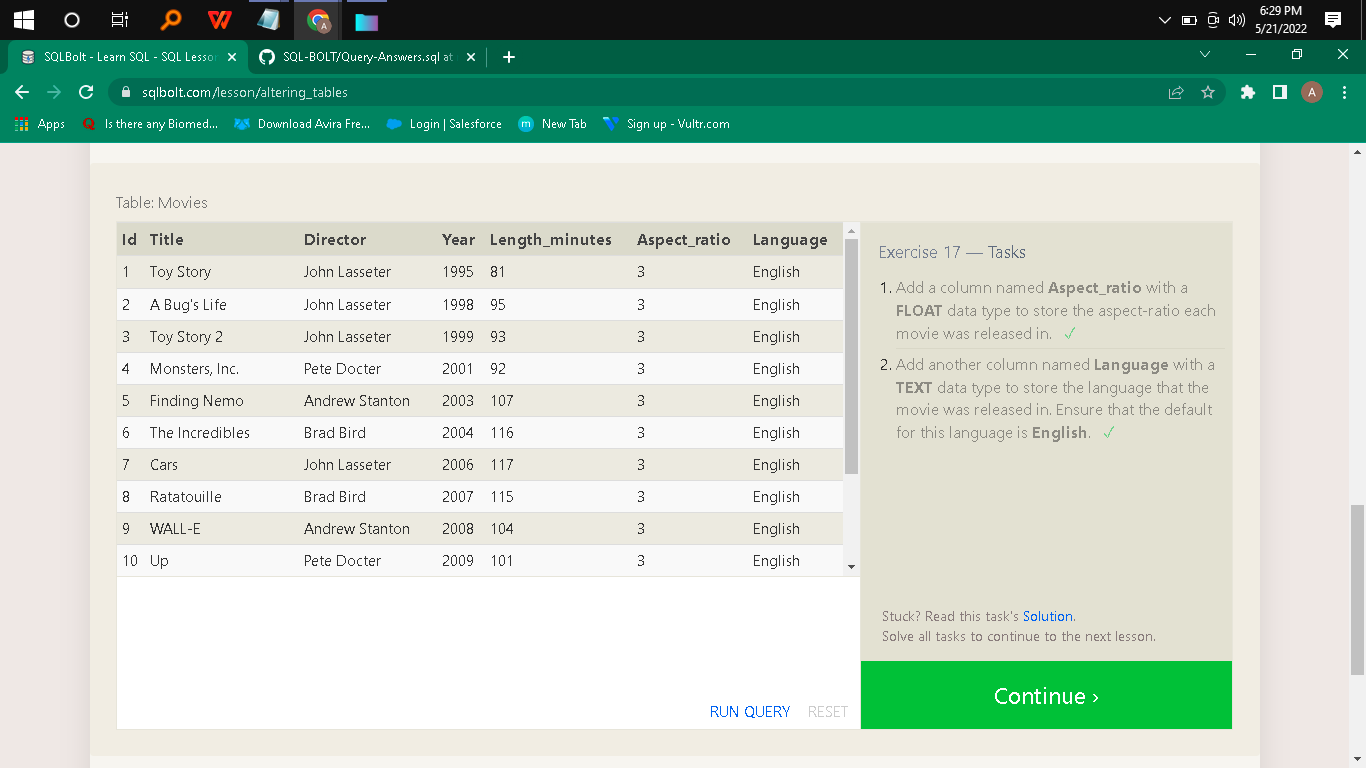 6:29 PM
5/21/2022
SQLBolt - Learn SQL - SQL Lesson
SQL-BOLT/Query-Answers.sql at
sqlbolt.com/lesson/altering_tables
A
Apps
Is there any Biomed...
Download Avira Fre...
Login | Salesforce
New Tab
Sign up - Vultr.com
Table: Movies
Id Title Director Year Length_minutes Aspect_ratio Language
1 Toy Story John Lasseter 1995 81 3 English
2 A Bug's Life John Lasseter 1998 95 3 English
3 Toy Story 2 John Lasseter 1999 93 3 English
4 Monsters, Inc. Pete Docter 2001 92 3 English
5 Finding Nemo Andrew Stanton 2003 107 3 English
6 The Incredibles Brad Bird 2004 116 3 English
7 Cars John Lasseter 2006 117 3 English
8 Ratatouille Brad Bird 2007 115 3 English
9 WALL-E Andrew Stanton 2008 104 3 English
10 Up Pete Docter 2009 101 3 English
RUN QUERY RESET
Exercise 17 — Tasks
1. Add a column named Aspect_ratio with a
FLOAT data type to store the aspect-ratio each
movie was released in. ✓
2. Add another column named Language with a
TEXT data type to store the language that the
movie was released in. Ensure that the default
for this language is English. ✓
Stuck? Read this task's Solution.
Solve all tasks to continue to the next lesson.
Continue ›